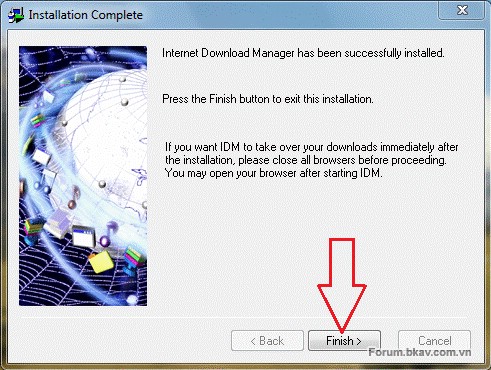 Installation Complete
Internet Download Manager has been successfully installed.
Press the Finish button to exit this installation.
If you want IDM to take over your downloads immediately after
the installation, please close all browsers before proceeding.
You may open your browser after starting IDM.
< Back Finish > Cancel
Forum.bkav.com.vn